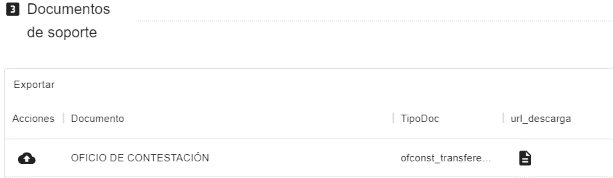 3 Documentos
de soporte
Exportar
Acciones Documento TipoDoc url_descarga
OFICIO DE CONTESTACIÓN ofconst_transfere...